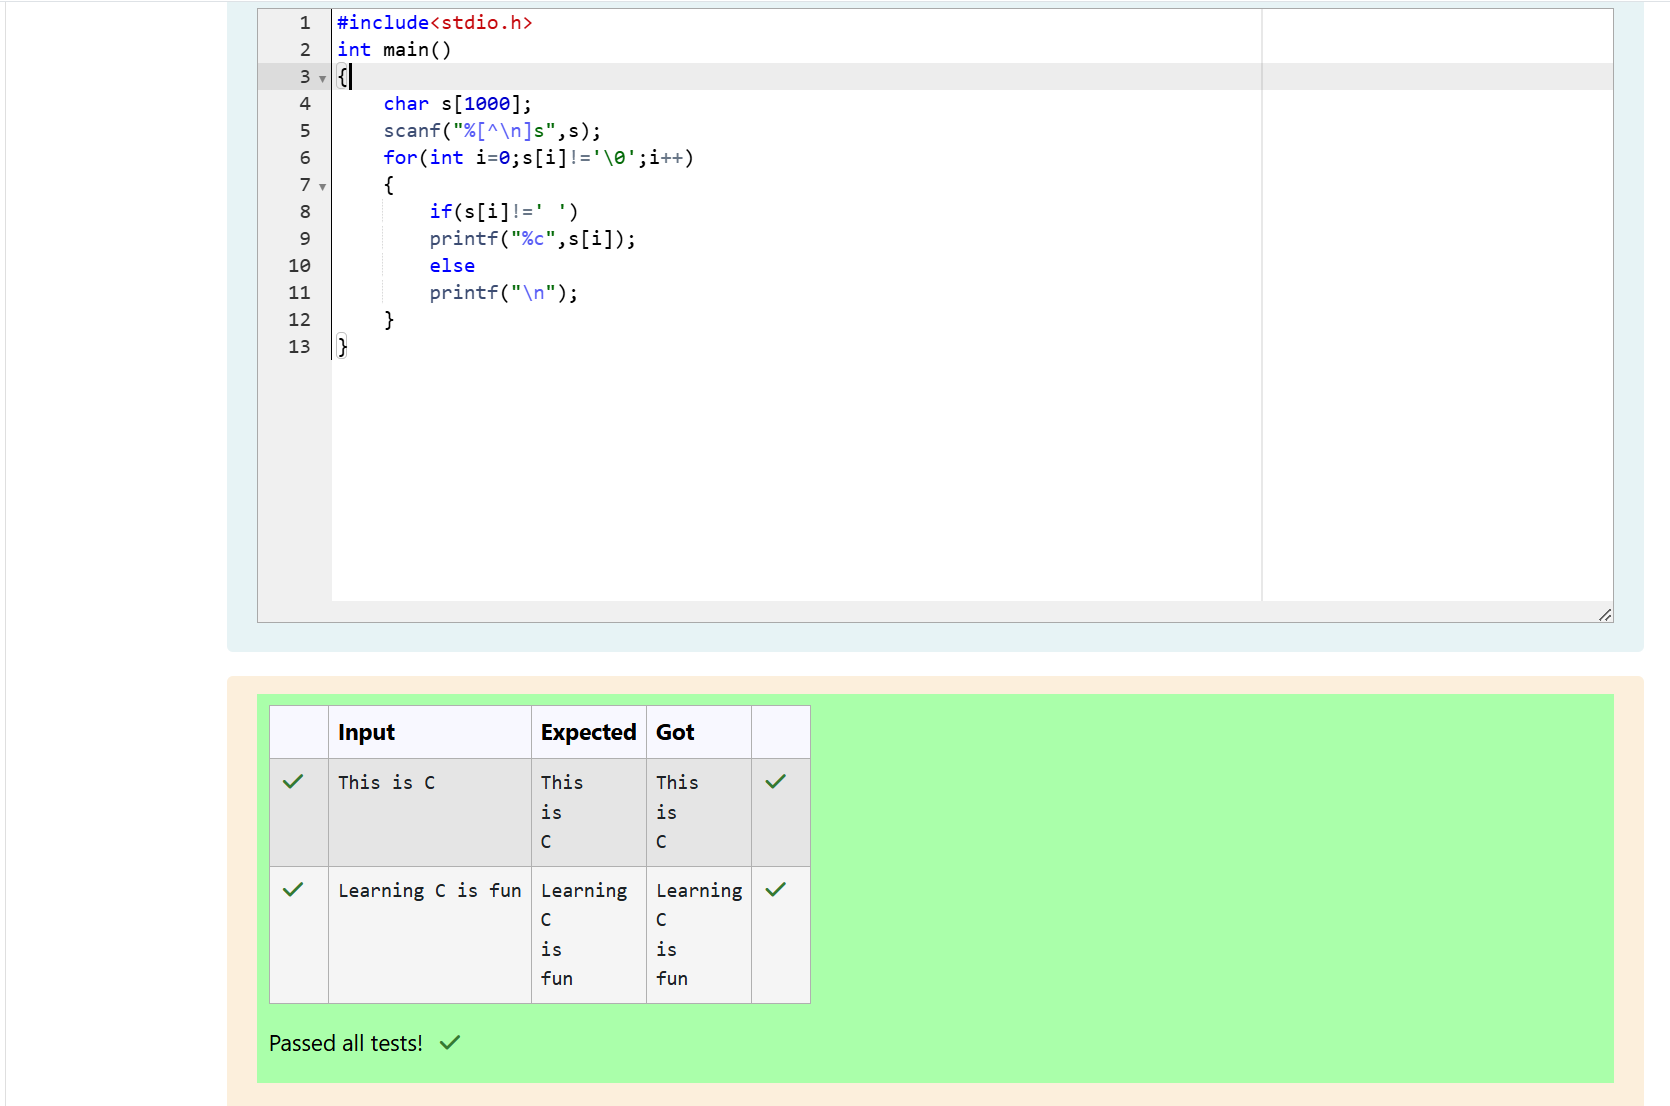 1 #include<stdio.h>
2 int main()
3 {
4     char s[1000];
5     scanf("%[^\n]s",s);
6     for(int i=0;s[i]!='\0';i++)
7     {
8         if(s[i]!=' ')
9         printf("%c",s[i]);
10         else
11         printf("\n");
12     }
13 }
Input Expected Got
This is C This This
is is
C C
Learning C is fun Learning Learning
C C
is is
fun fun
Passed all tests!